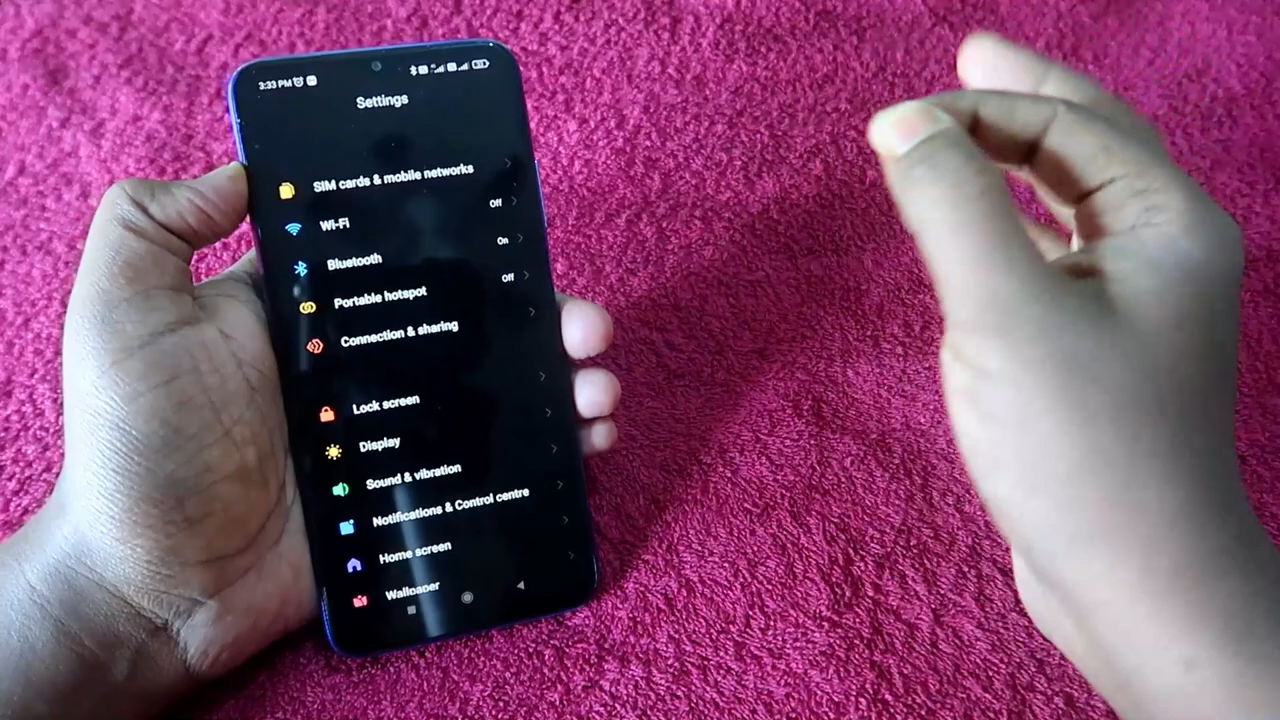 3:33 PM
Settings
SIM cards & mobile networks
Wi-Fi
Off
Bluetooth
On
Portable hotspot
Off
Connection & sharing
Lock screen
Display
Sound & vibration
Notifications & Control centre
Home screen
Wallpaper